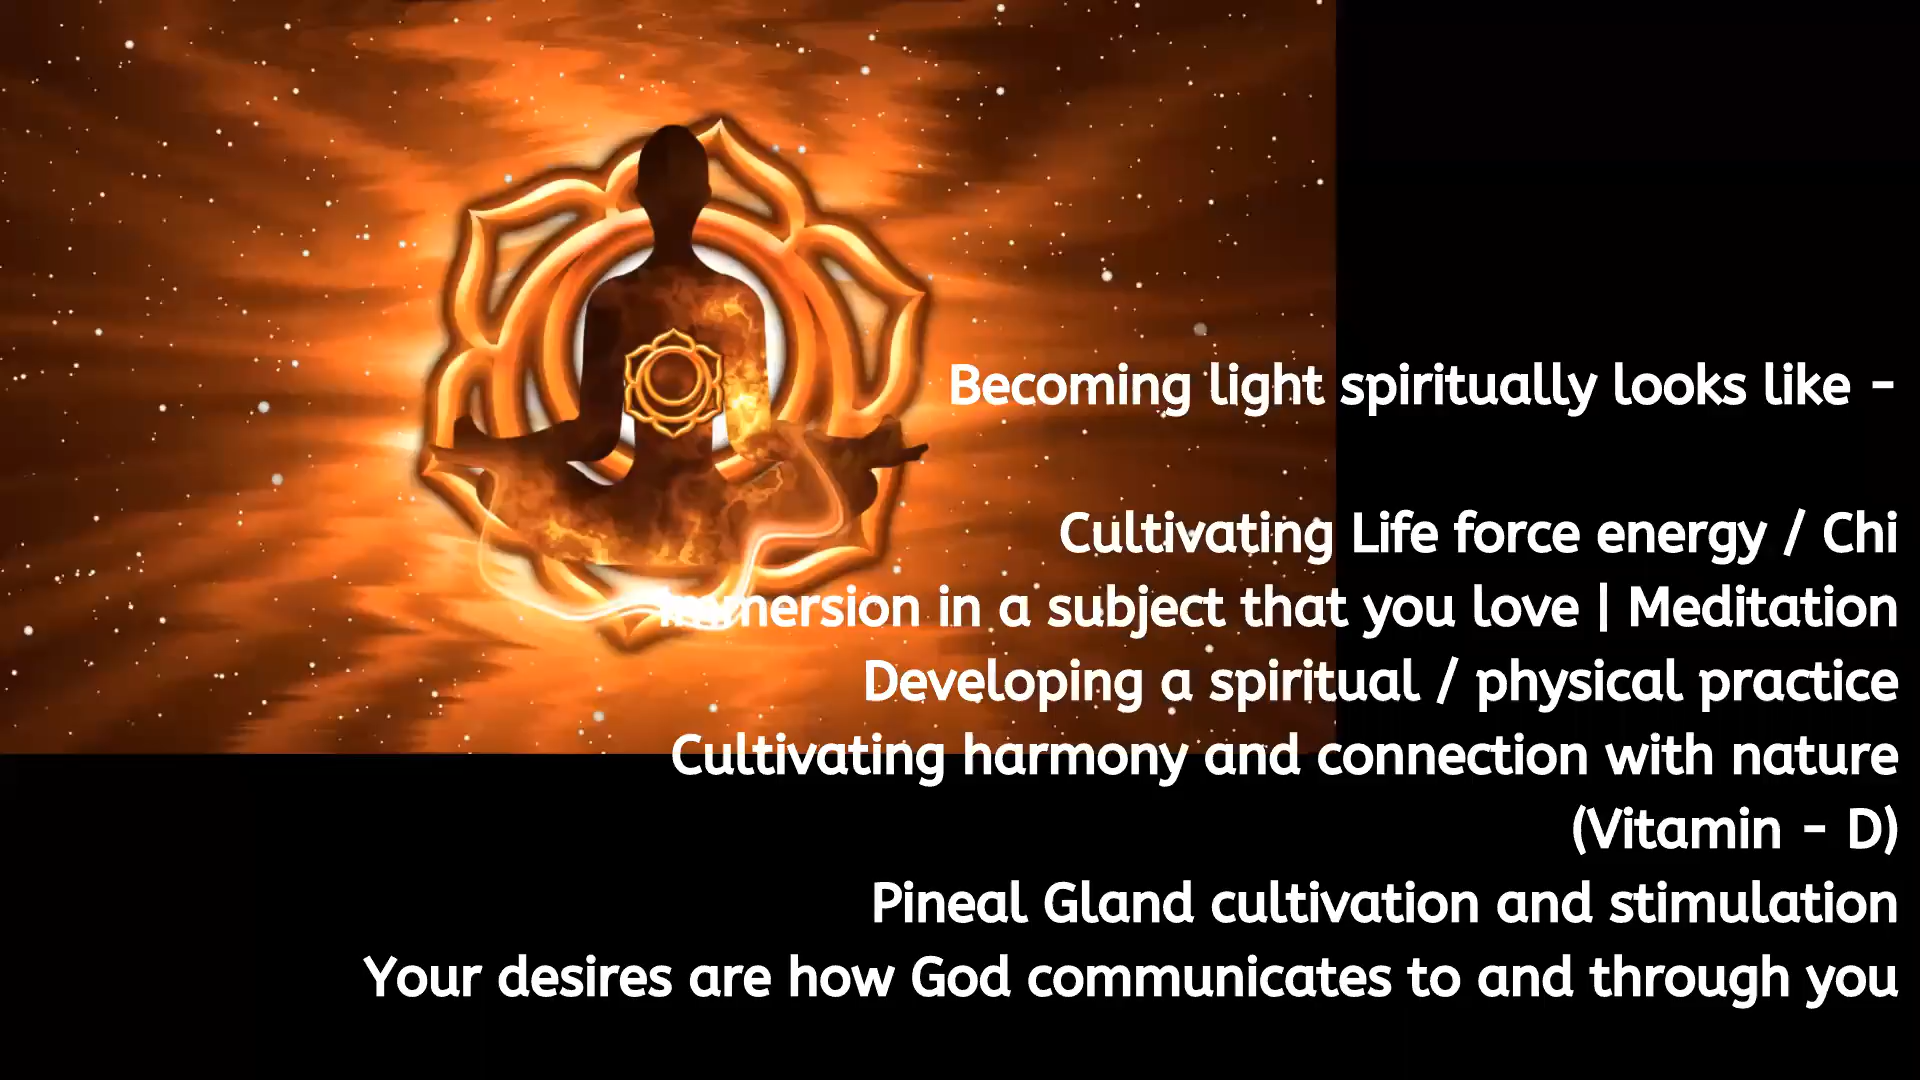 Becoming light spiritually looks like -
Cultivating Life force energy / Chi
Immersion in a subject that you love | Meditation
Developing a spiritual / physical practice
Cultivating harmony and connection with nature
(Vitamin - D)
Pineal Gland cultivation and stimulation
Your desires are how God communicates to and through you